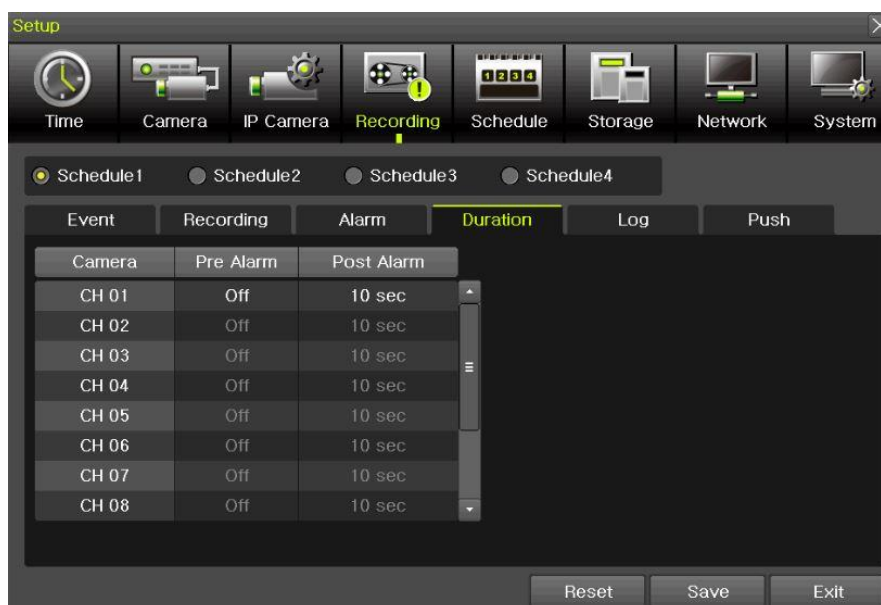 Setup
Time Camera IP Camera Recording Schedule Storage Network System
Schedule1 Schedule2 Schedule3 Schedule4
Event Recording Alarm Duration Log Push
Camera Pre Alarm Post Alarm
CH 01 Off 10 sec
CH 02 Off 10 sec
CH 03 Off 10 sec
CH 04 Off 10 sec
CH 05 Off 10 sec
CH 06 Off 10 sec
CH 07 Off 10 sec
CH 08 Off 10 sec
Reset Save Exit